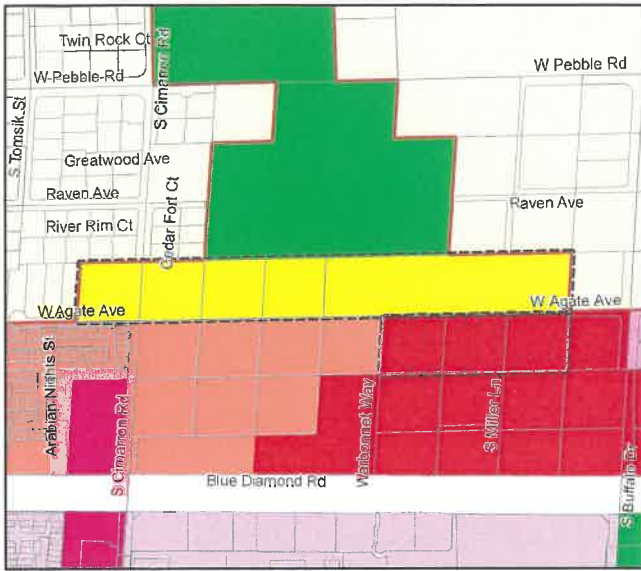 Twin Rock Ct
W Pebble Rd
W Pebble Rd
S Cimarron Rd
S Tomsik St
Greatwood Ave
Raven Ave
Raven Ave
River Rim Ct
Cedar Fort Ct
W Agate Ave
W Agate Ave
Arabian Nights St
S Cimarron Rd
Warbonnet Way
S Miller Ln
Blue Diamond Rd
S Buffalo Dr